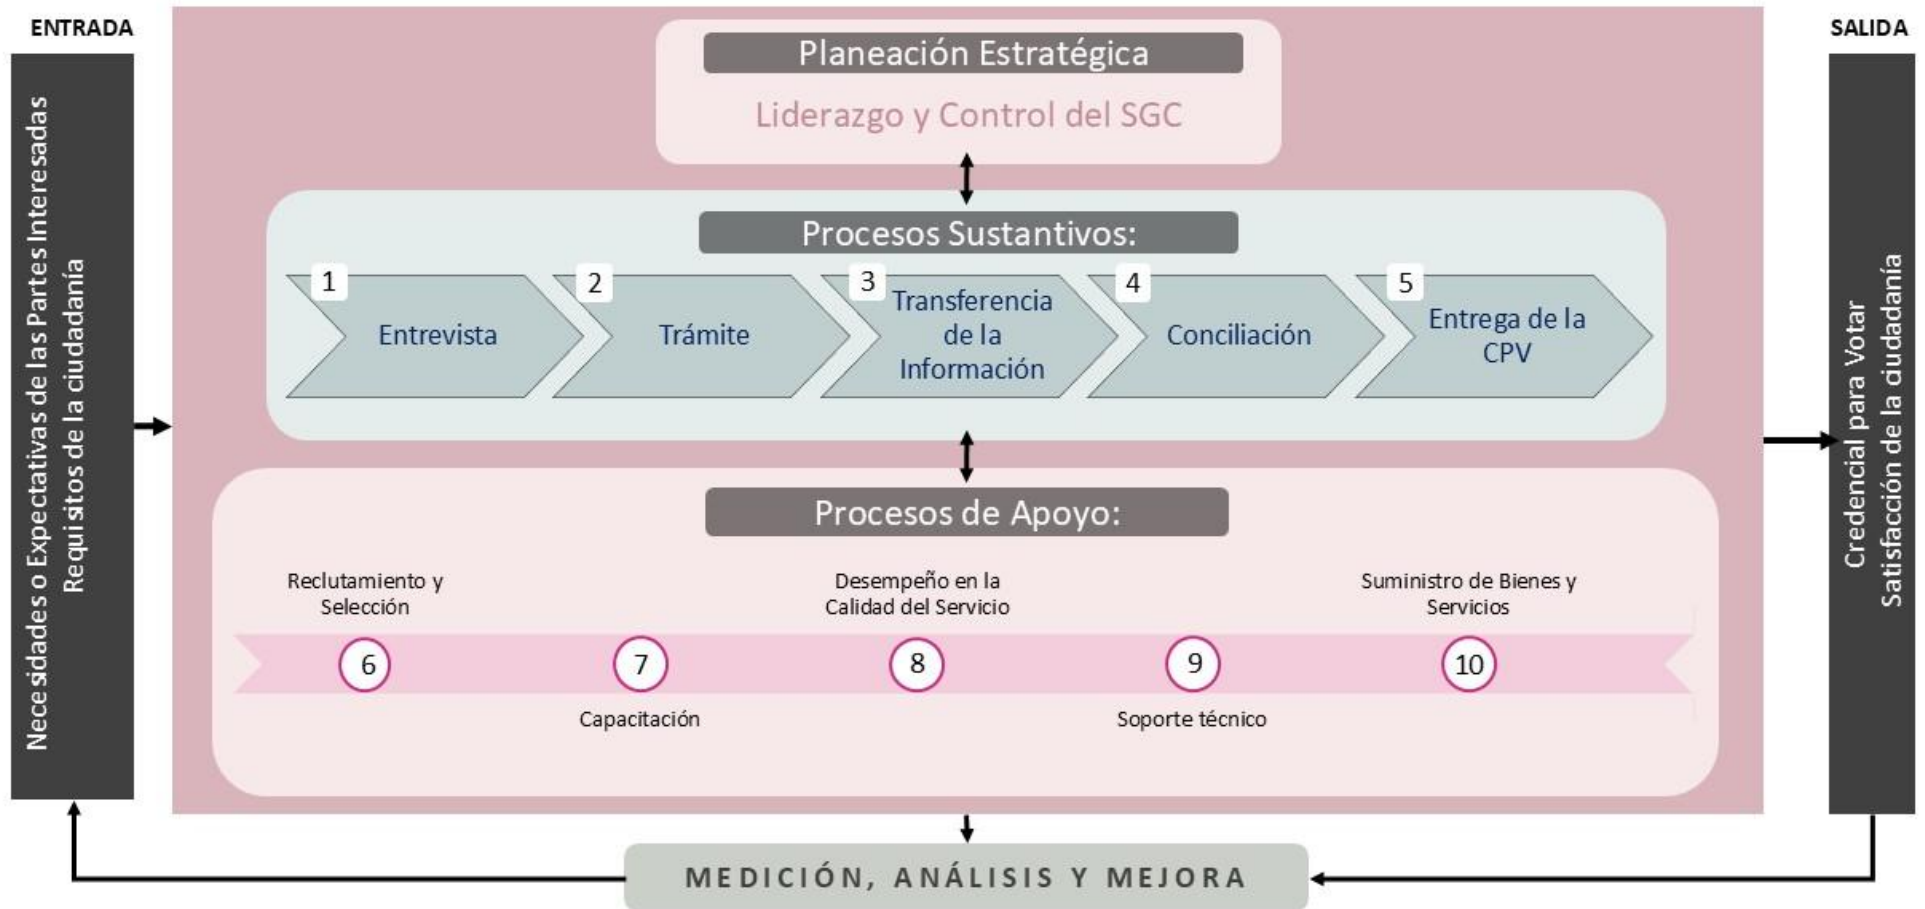 ENTRADA
Necesidades o Expectativas de las Partes Interesadas
Requisitos de la ciudadanía
Planeación Estratégica
Liderazgo y Control del SGC
Procesos Sustantivos:
1
Entrevista
2
Trámite
3
Transferencia
de la
Información
4
Conciliación
5
Entrega de la
CPV
Procesos de Apoyo:
Reclutamiento y
Selección
6
7
Capacitación
Desempeño en la
Calidad del Servicio
8
9
Soporte técnico
Suministro de Bienes y
Servicios
10
SALIDA
Credencial para Votar
Satisfacción de la ciudadanía
MEDICIÓN, ANÁLISIS Y MEJORA